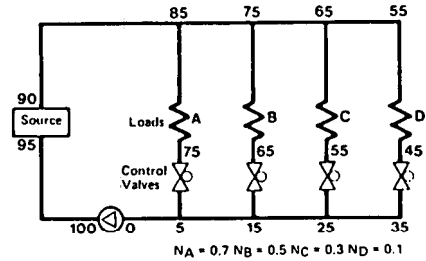 85 75 65 55
90
Source
95
Loads A B C D
75 65 55 45
Control
Valves
100 0 5 15 25 35
NA = 0.7 NB = 0.5 NC = 0.3 ND = 0.1